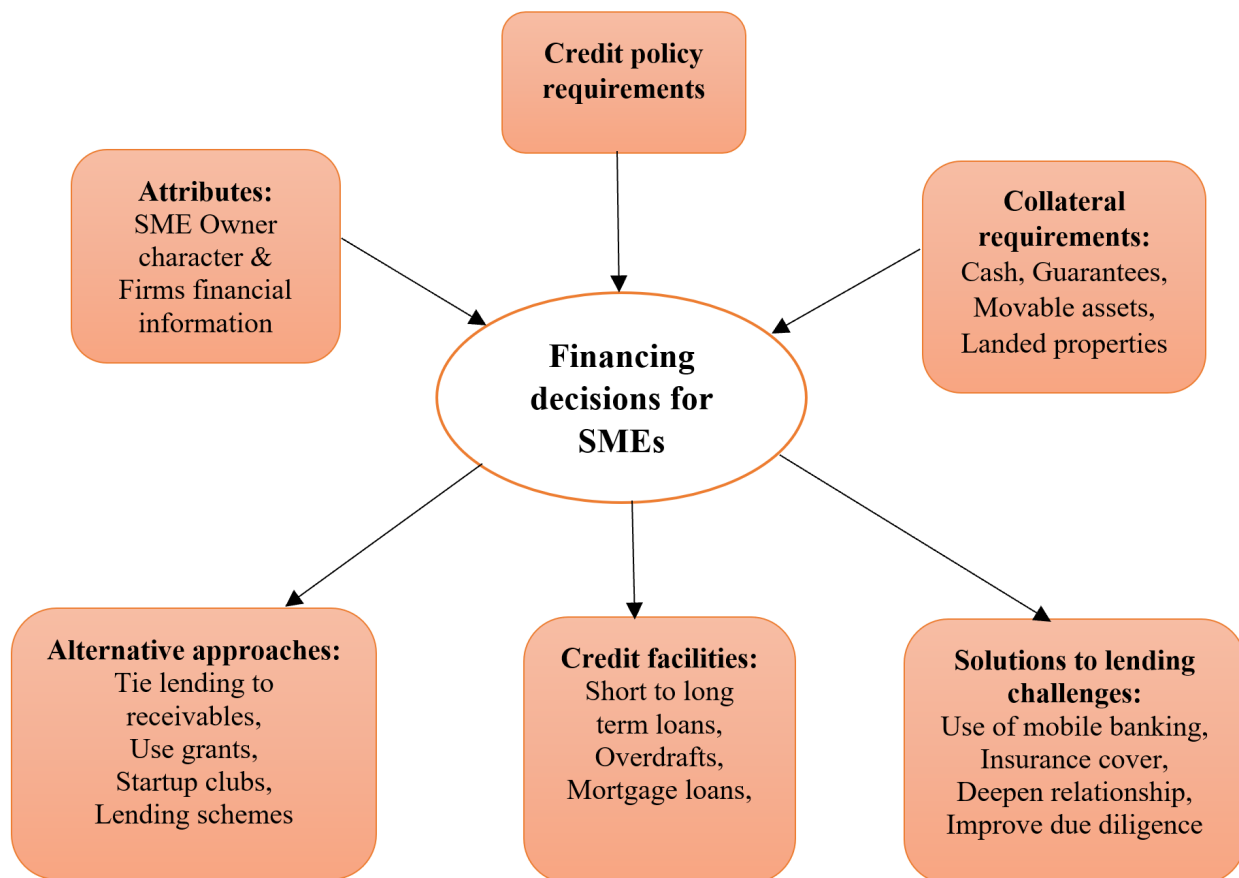 Credit policy
requirements
Attributes:
SME Owner
character &
Firms financial
information
Collateral
requirements:
Cash, Guarantees,
Movable assets,
Landed properties
Financing
decisions for
SMEs
Alternative approaches:
Tie lending to
receivables,
Use grants,
Startup clubs,
Lending schemes
Credit facilities:
Short to long
term loans,
Overdrafts,
Mortgage loans,
Solutions to lending
challenges:
Use of mobile banking,
Insurance cover,
Deepen relationship,
Improve due diligence